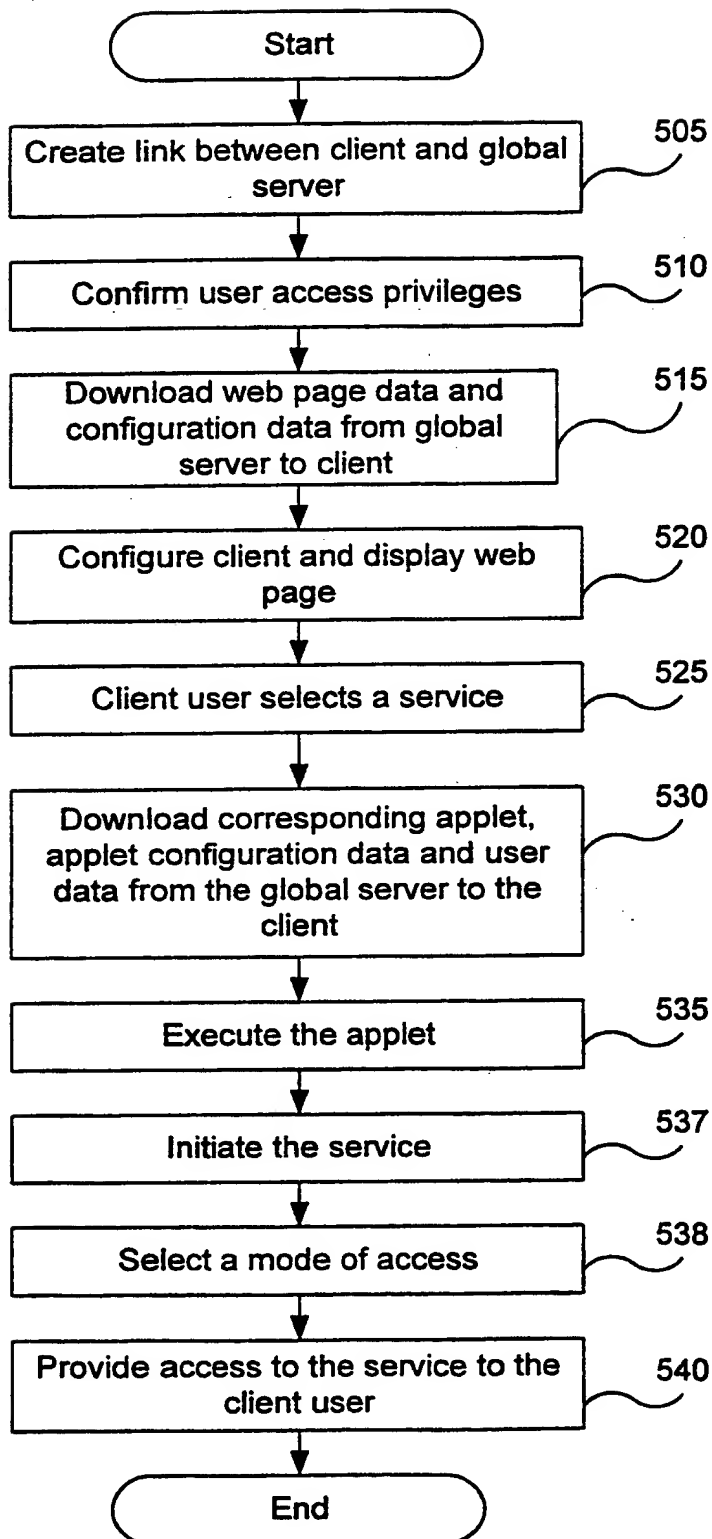 Start
Create link between client and global
server
505
Confirm user access privileges
510
Download web page data and
configuration data from global
server to client
515
Configure client and display web
page
520
Client user selects a service
525
Download corresponding applet,
applet configuration data and user
data from the global server to the
client
530
Execute the applet
535
Initiate the service
537
Select a mode of access
538
Provide access to the service to the
client user
540
End